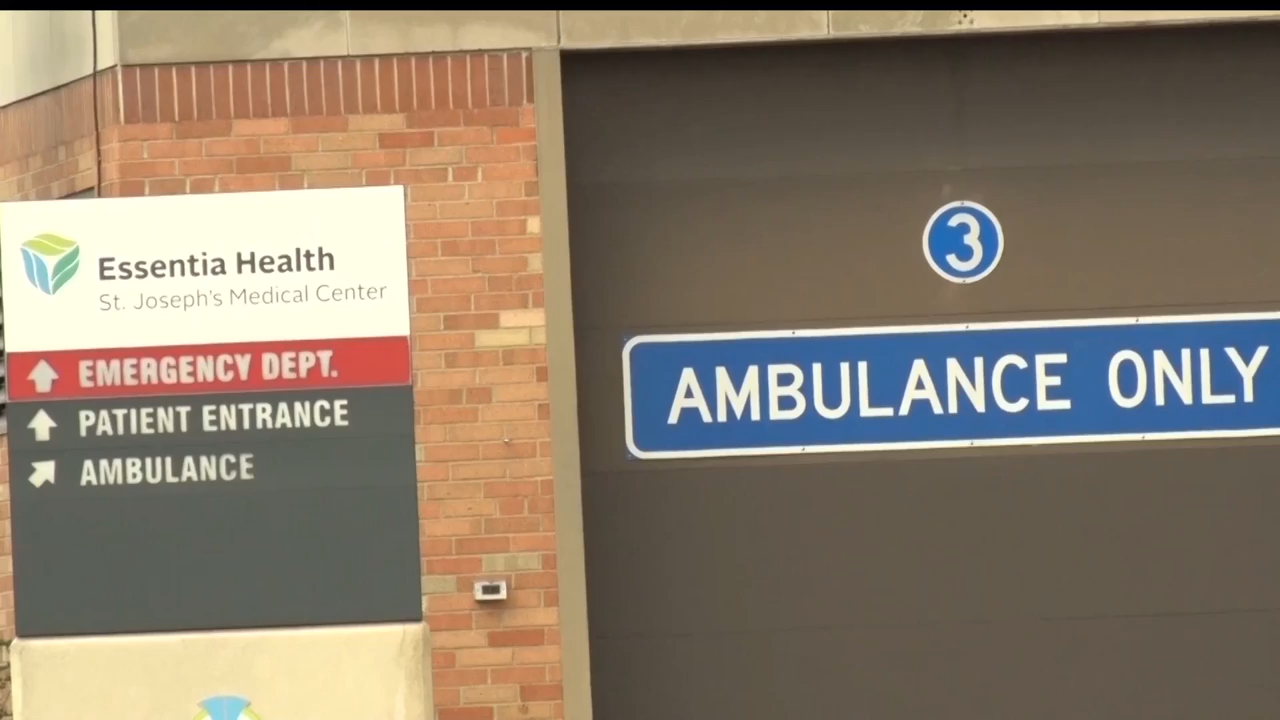 Essentia Health
St. Joseph's Medical Center
EMERGENCY DEPT.
PATIENT ENTRANCE
AMBULANCE
3
AMBULANCE ONLY